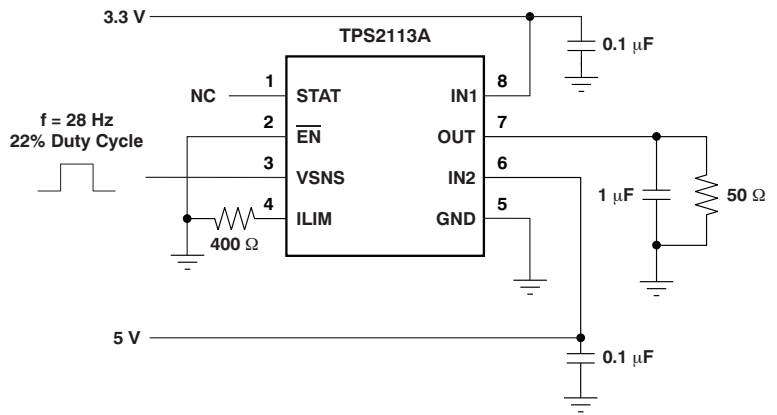 3.3 V
TPS2113A
0.1 μF
NC
1
STAT
IN1
8
f = 28 Hz
22% Duty Cycle
2
EN
OUT
7
3
VSNS
IN2
6
1 μF
50 Ω
4
ILIM
GND
5
400 Ω
5 V
0.1 μF